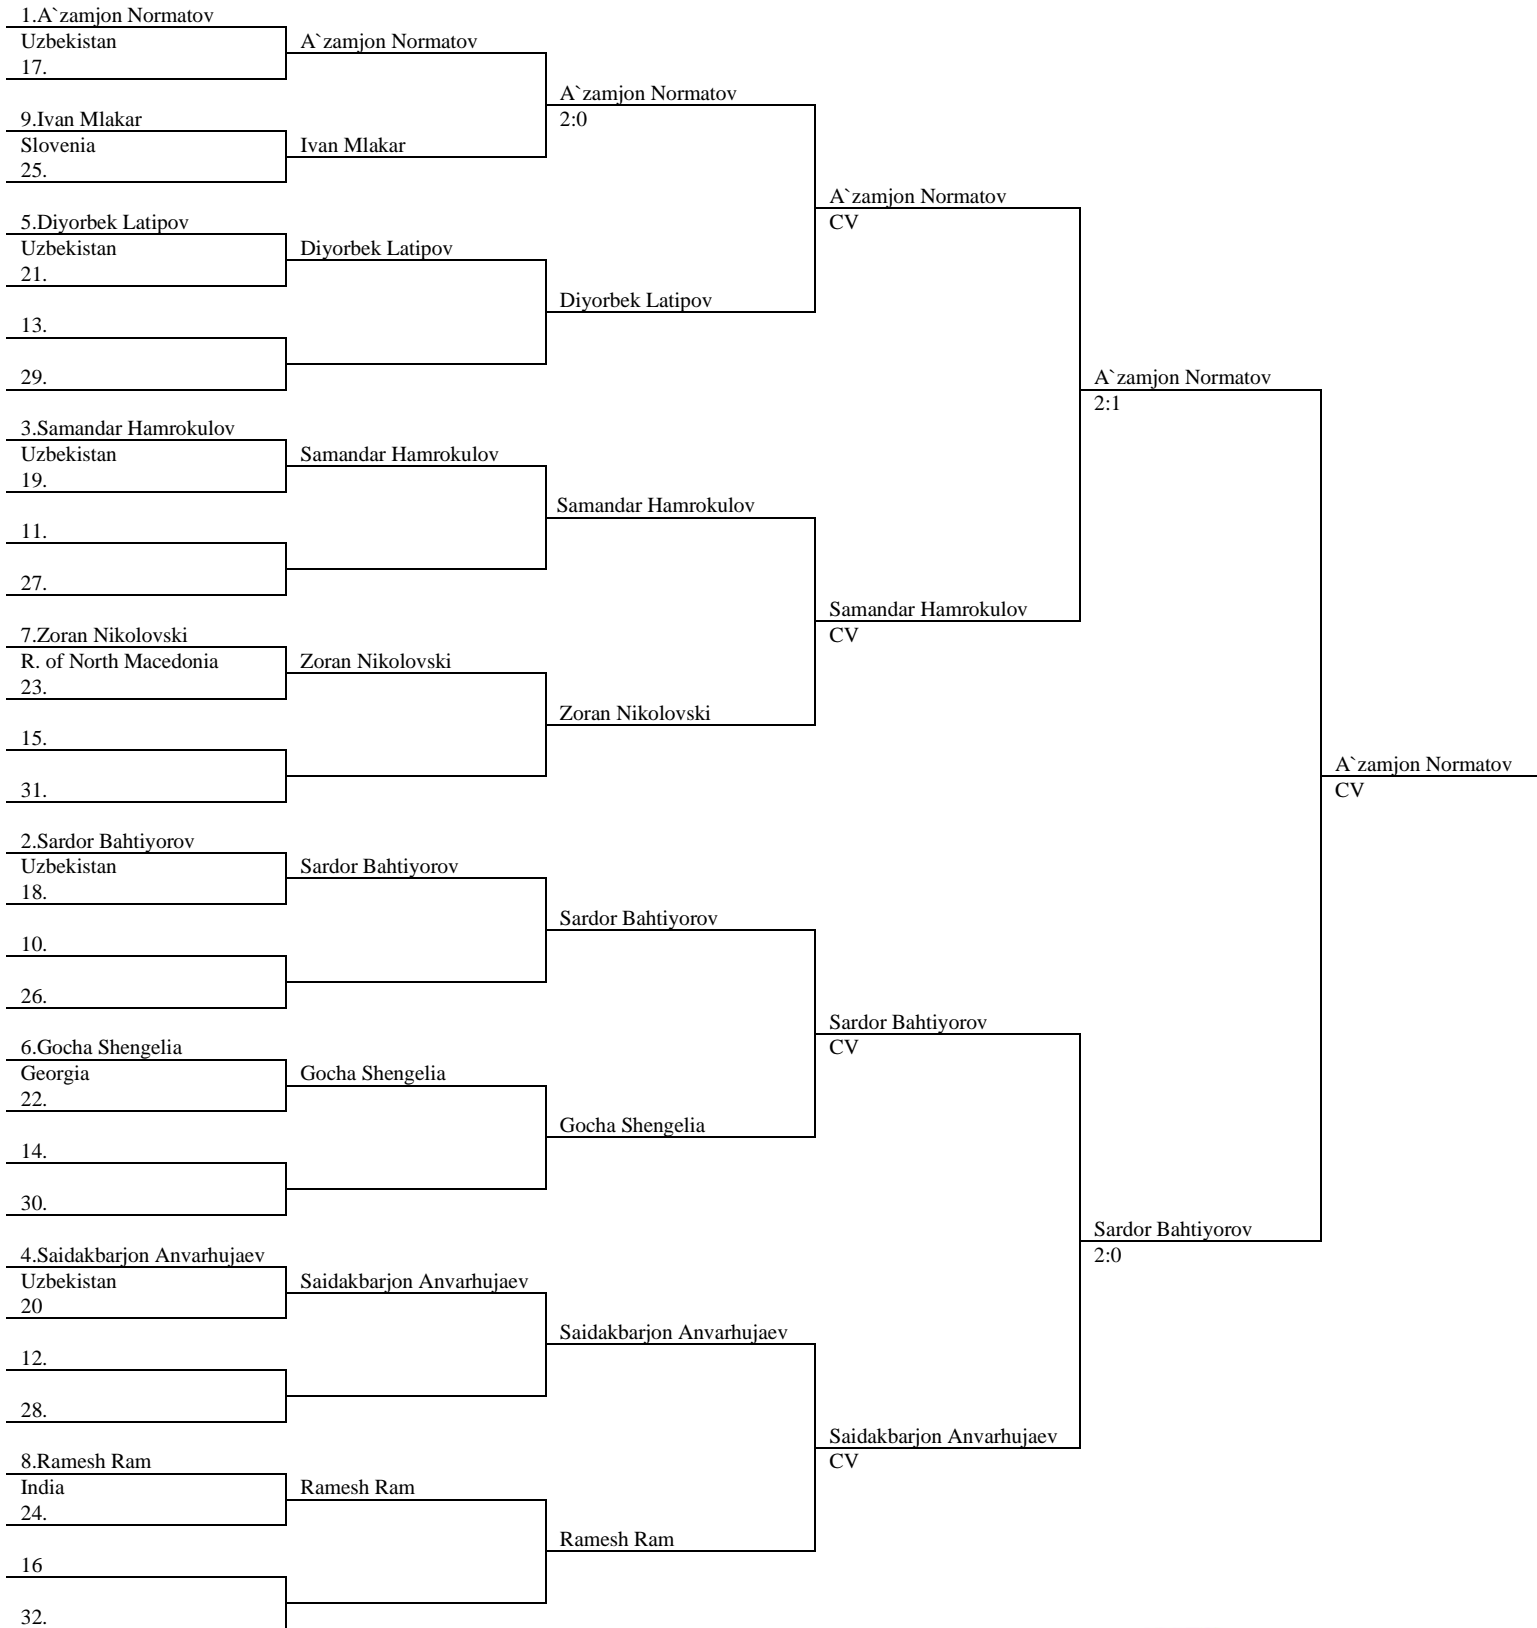 1.A`zamjon Normatov
Uzbekistan
17.
9.Ivan Mlakar
Slovenia
25.
5.Diyorbek Latipov
Uzbekistan
21.
13.
29.
3.Samandar Hamrokulov
Uzbekistan
19.
11.
27.
7.Zoran Nikolovski
R. of North Macedonia
23.
15.
31.
2.Sardor Bahtiyorov
Uzbekistan
18.
10.
26.
6.Gocha Shengelia
Georgia
22.
14.
30.
4.Saidakbarjon Anvarhujaev
Uzbekistan
20
12.
28.
8.Ramesh Ram
India
24.
16
32.
A`zamjon Normatov
Ivan Mlakar
Diyorbek Latipov
Samandar Hamrokulov
Zoran Nikolovski
Sardor Bahtiyorov
Gocha Shengelia
Saidakbarjon Anvarhujaev
Ramesh Ram
A`zamjon Normatov
2:0
Diyorbek Latipov
Samandar Hamrokulov
Zoran Nikolovski
Sardor Bahtiyorov
Gocha Shengelia
Saidakbarjon Anvarhujaev
Ramesh Ram
A`zamjon Normatov
CV
Samandar Hamrokulov
CV
Sardor Bahtiyorov
CV
Saidakbarjon Anvarhujaev
CV
A`zamjon Normatov
2:1
Sardor Bahtiyorov
2:0
A`zamjon Normatov
CV